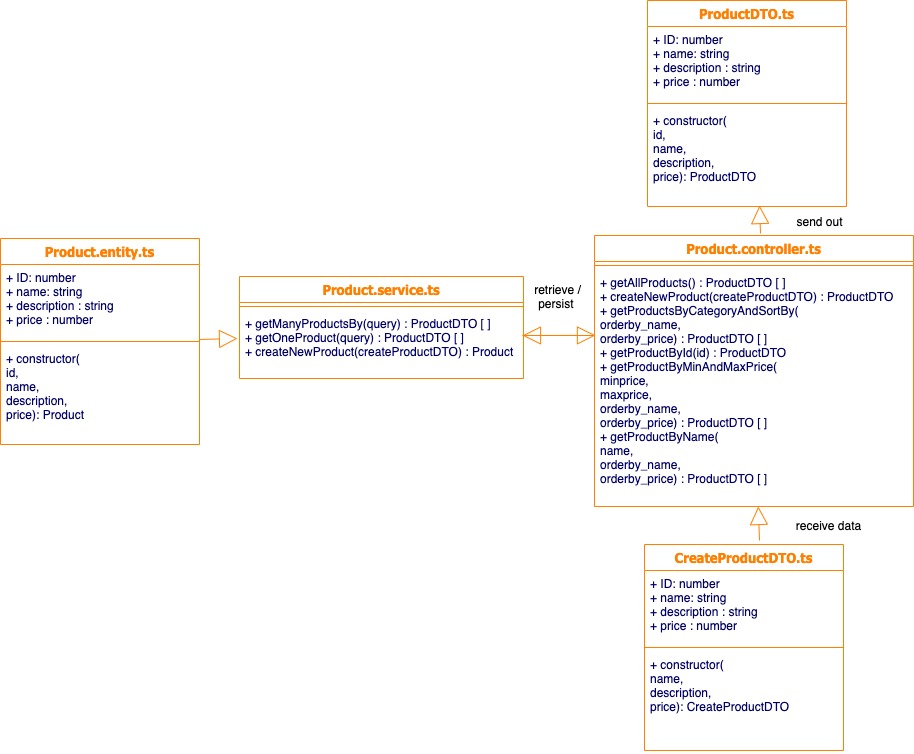 ProductDTO.ts
+ ID: number
+ name: string
+ description : string
+ price : number
+ constructor(
id,
name,
description,
price): ProductDTO
send out
Product.entity.ts
+ ID: number
+ name: string
+ description : string
+ price : number
+ constructor(
id,
name,
description,
price): Product
Product.service.ts
+ getManyProductsBy(query) : ProductDTO [ ]
+ getOneProduct(query) : ProductDTO [ ]
+ createNewProduct(createProductDTO) : Product
retrieve /
persist
Product.controller.ts
+ getAllProducts() : ProductDTO [ ]
+ createNewProduct(createProductDTO) : ProductDTO
+ getProductsByCategoryAndSortBy(
orderby_name,
orderby_price) : ProductDTO [ ]
+ getProductById(id) : ProductDTO
+ getProductByMinAndMaxPrice(
minprice,
maxprice,
orderby_name,
orderby_price) : ProductDTO [ ]
+ getProductByName(
name,
orderby_name,
orderby_price) : ProductDTO [ ]
receive data
CreateProductDTO.ts
+ ID: number
+ name: string
+ description : string
+ price : number
+ constructor(
name,
description,
price): CreateProductDTO